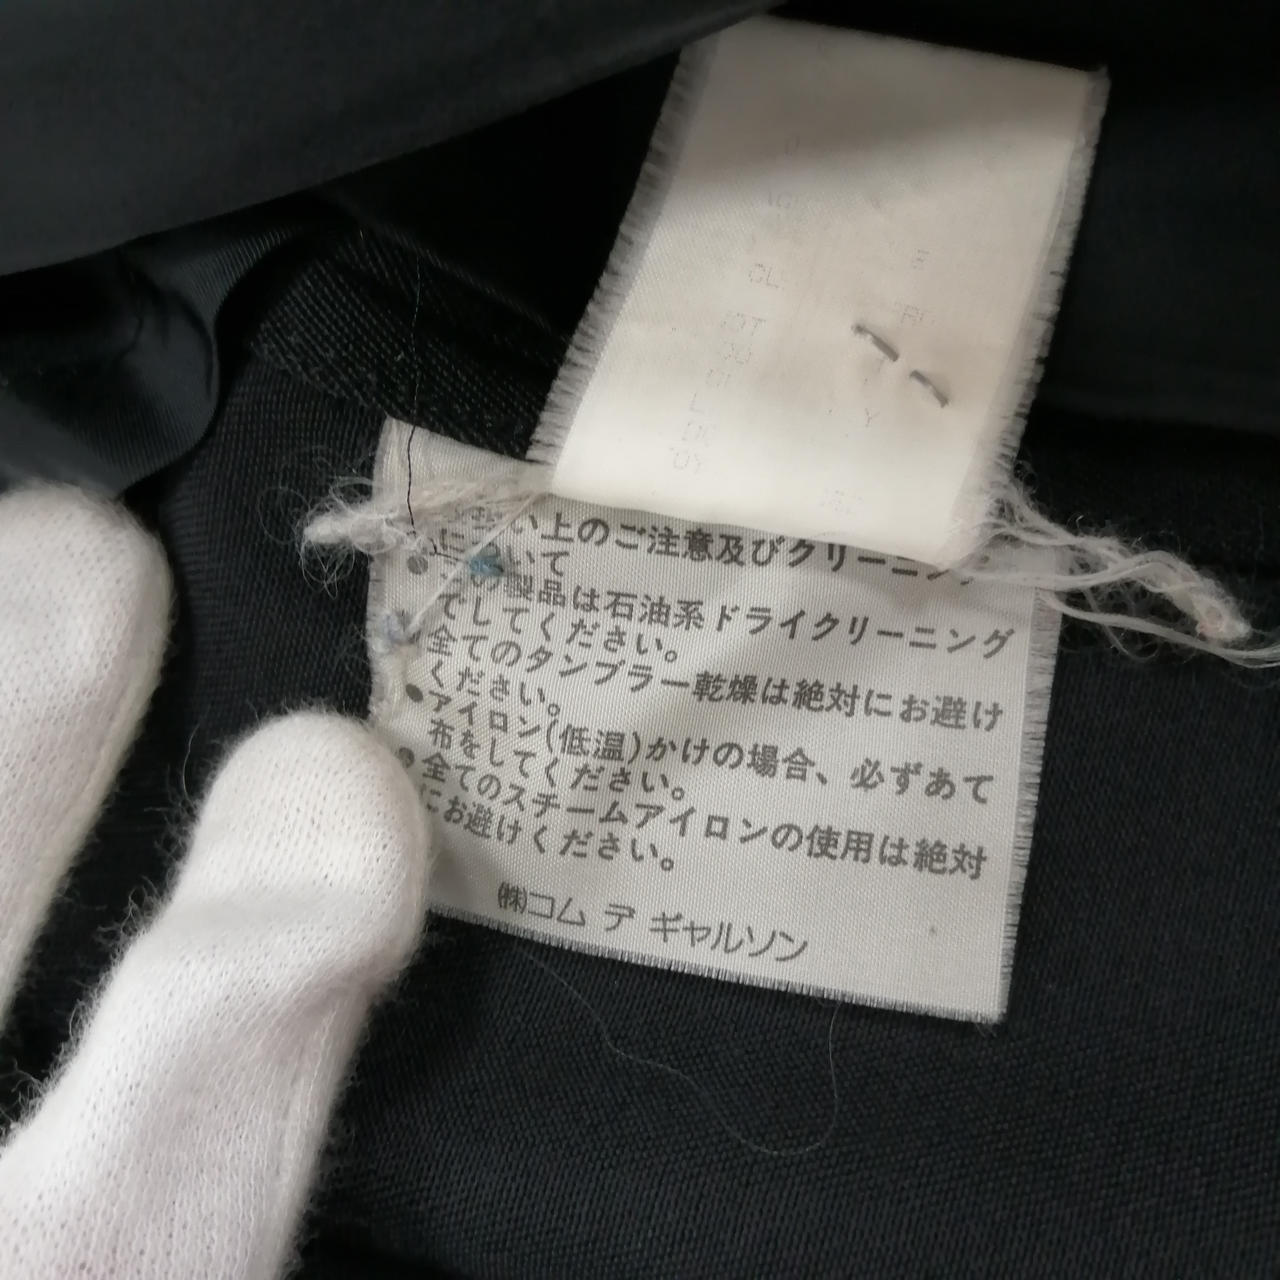 い上のご注意及びクリーニング
について
製品は石油系ドライクリーニング
でしてください。
全てのタンブラー乾燥は絶対にお避け
ください。
●アイロン(低温)かけの場合、必ずあて
布をしてください。
●全てのスチームアイロンの使用は絶対
にお避けください。
㈱コム デ ギャルソン